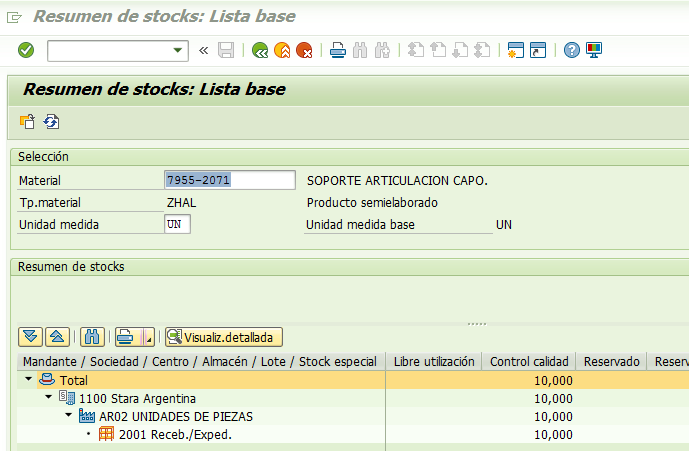 Resumen de stocks: Lista base
Resumen de stocks: Lista base
Selección
Material 7955-2071 SOPORTE ARTICULACION CAPO.
Tp.material ZHAL Producto semielaborado
Unidad medida UN Unidad medida base UN
Resumen de stocks
Visualiz.detallada
Mandante / Sociedad / Centro / Almacén / Lote / Stock especial Libre utilización Control calidad Reservado Reserv
Total 10,000
1100 Stara Argentina 10,000
AR02 UNIDADES DE PIEZAS 10,000
2001 Receb./Exped. 10,000